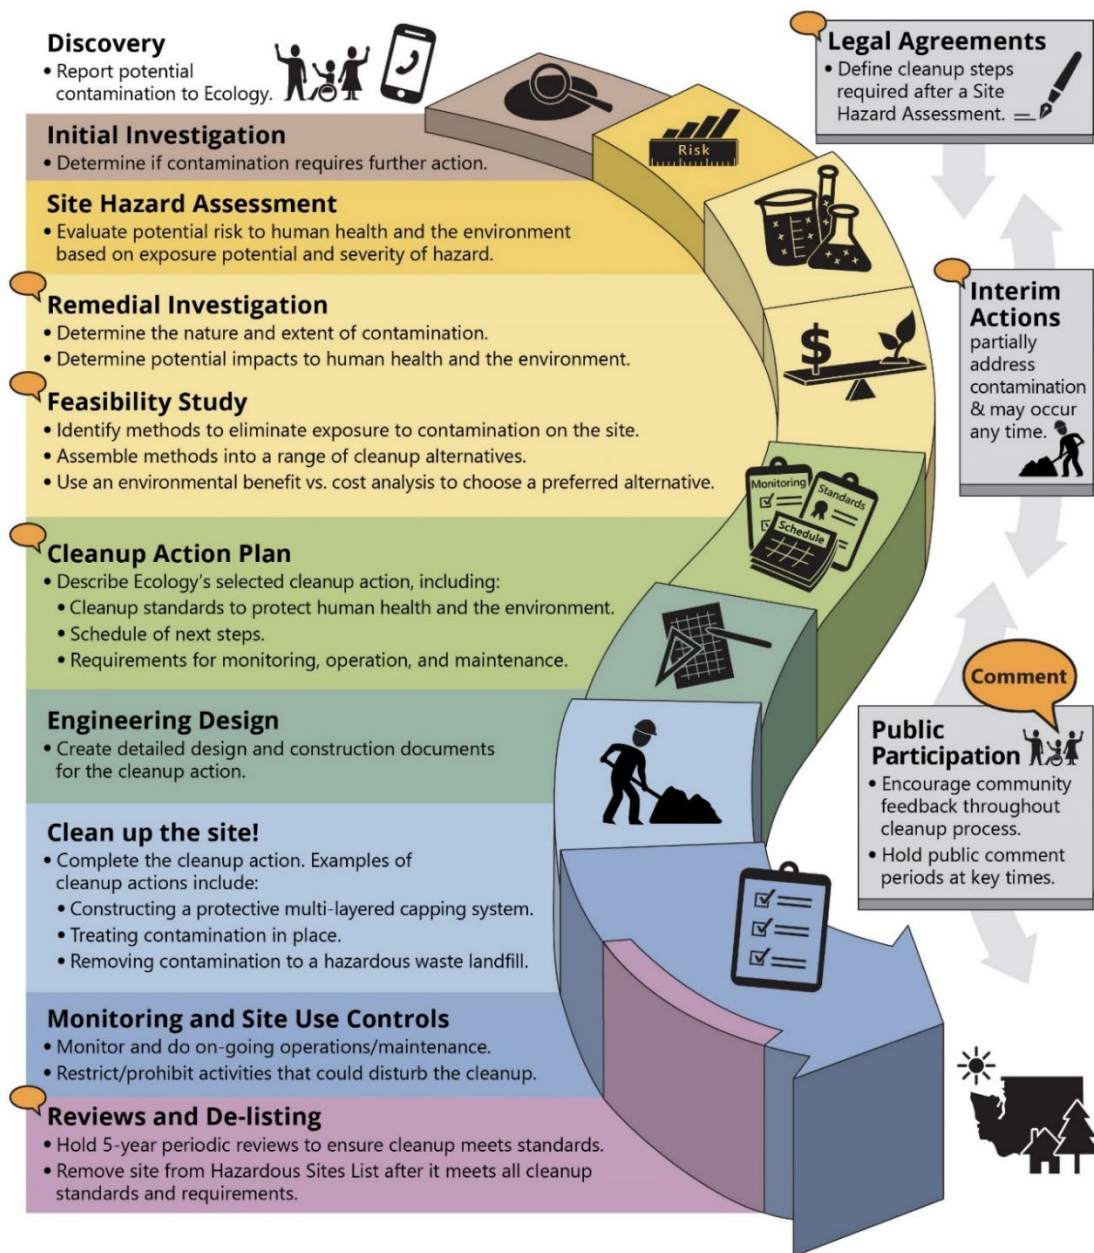 Discovery
• Report potential
contamination to Ecology.
Initial Investigation
• Determine if contamination requires further action.
Site Hazard Assessment
• Evaluate potential risk to human health and the environment
based on exposure potential and severity of hazard.
Remedial Investigation
• Determine the nature and extent of contamination.
• Determine potential impacts to human health and the environment.
Feasibility Study
• Identify methods to eliminate exposure to contamination on the site.
• Assemble methods into a range of cleanup alternatives.
• Use an environmental benefit vs. cost analysis to choose a preferred alternative.
Cleanup Action Plan
• Describe Ecology's selected cleanup action, including:
• Cleanup standards to protect human health and the environment.
• Schedule of next steps.
• Requirements for monitoring, operation, and maintenance.
Engineering Design
• Create detailed design and construction documents
for the cleanup action.
Clean up the site!
• Complete the cleanup action. Examples of
cleanup actions include:
• Constructing a protective multi-layered capping system.
• Treating contamination in place.
• Removing contamination to a hazardous waste landfill.
Monitoring and Site Use Controls
• Monitor and do on-going operations/maintenance.
• Restrict/prohibit activities that could disturb the cleanup.
Reviews and De-listing
• Hold 5-year periodic reviews to ensure cleanup meets standards.
• Remove site from Hazardous Sites List after it meets all cleanup
standards and requirements.
Risk
$
Monitoring
Standards
Schedule
Legal Agreements
• Define cleanup steps
required after a Site
Hazard Assessment.
Interim
Actions
partially
address
contamination
& may occur
any time.
Comment
Public
Participation
• Encourage community
feedback throughout
cleanup process.
• Hold public comment
periods at key times.